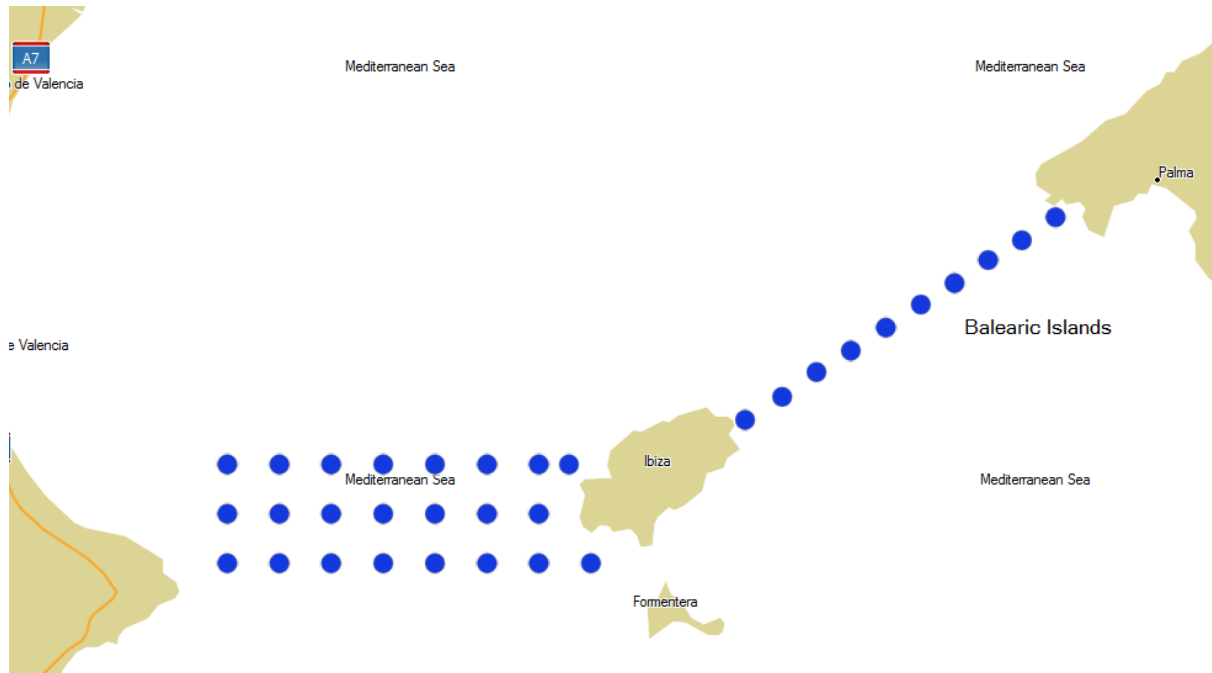 A7
Mediterranean Sea
Mediterranean Sea
de Valencia
Palma
Balearic Islands
e Valencia
Ibiza
Mediterranean Sea
Mediterranean Sea
Formentera